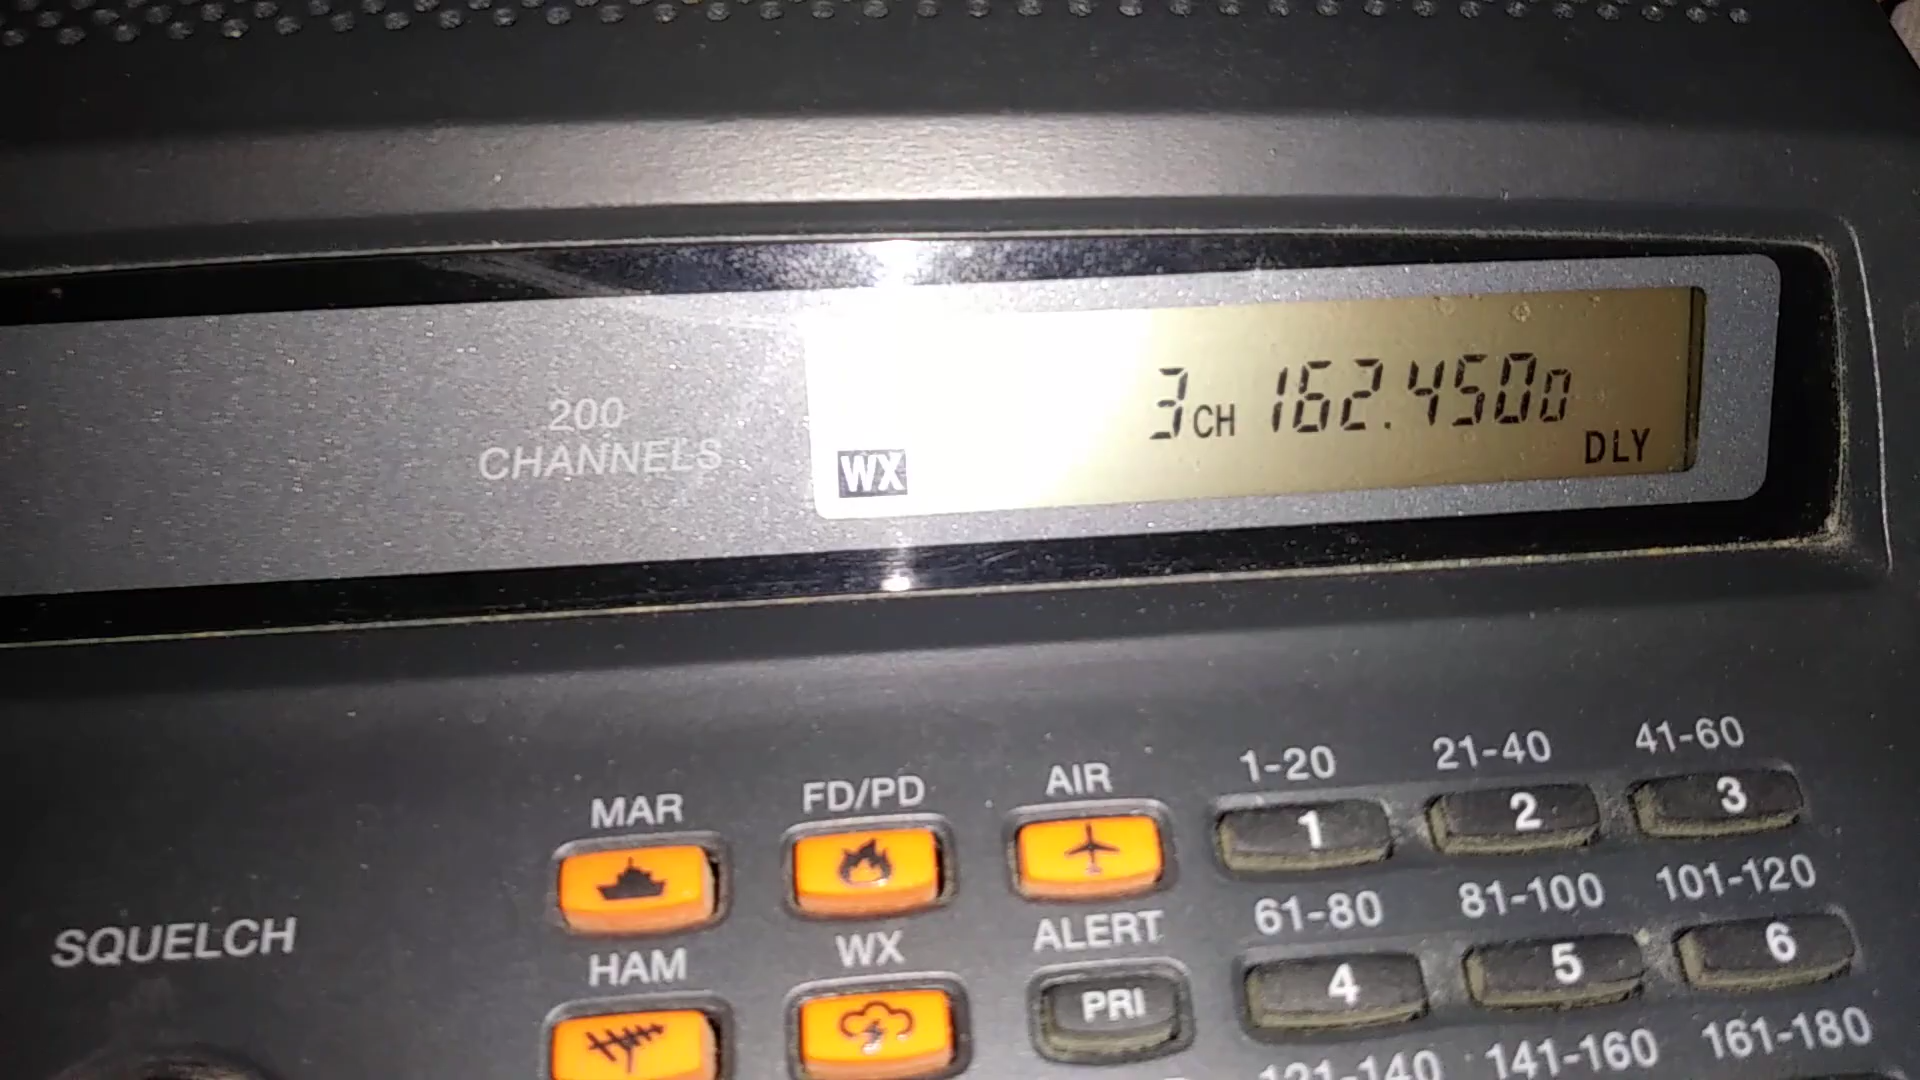 200
CHANNELS
WX
3CH 162.4500
DLY
MAR FD/PD AIR
1-20 21-40 41-60
1 2 3
SQUELCH
HAM WX ALERT
PRI
61-80 81-100 101-120
4 5 6
121-140 141-160 161-180